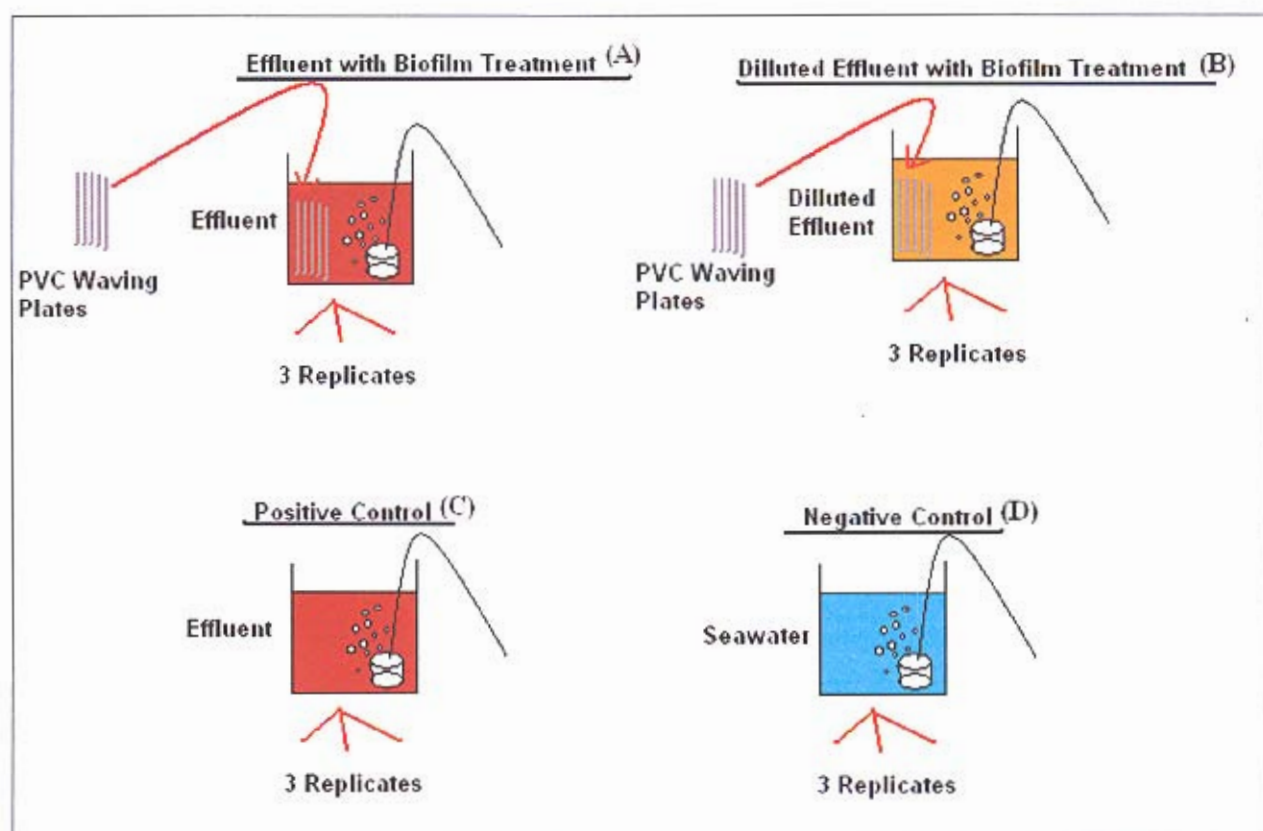 Effluent with Biofilm Treatment (A)
Dilluted Effluent with Biofilm Treatment (B)
Effluent
PVC Waving
Plates
3 Replicates
Dilluted
Effluent
PVC Waving
Plates
3 Replicates
Positive Control (C)
Negative Control (D)
Effluent
3 Replicates
Seawater
3 Replicates